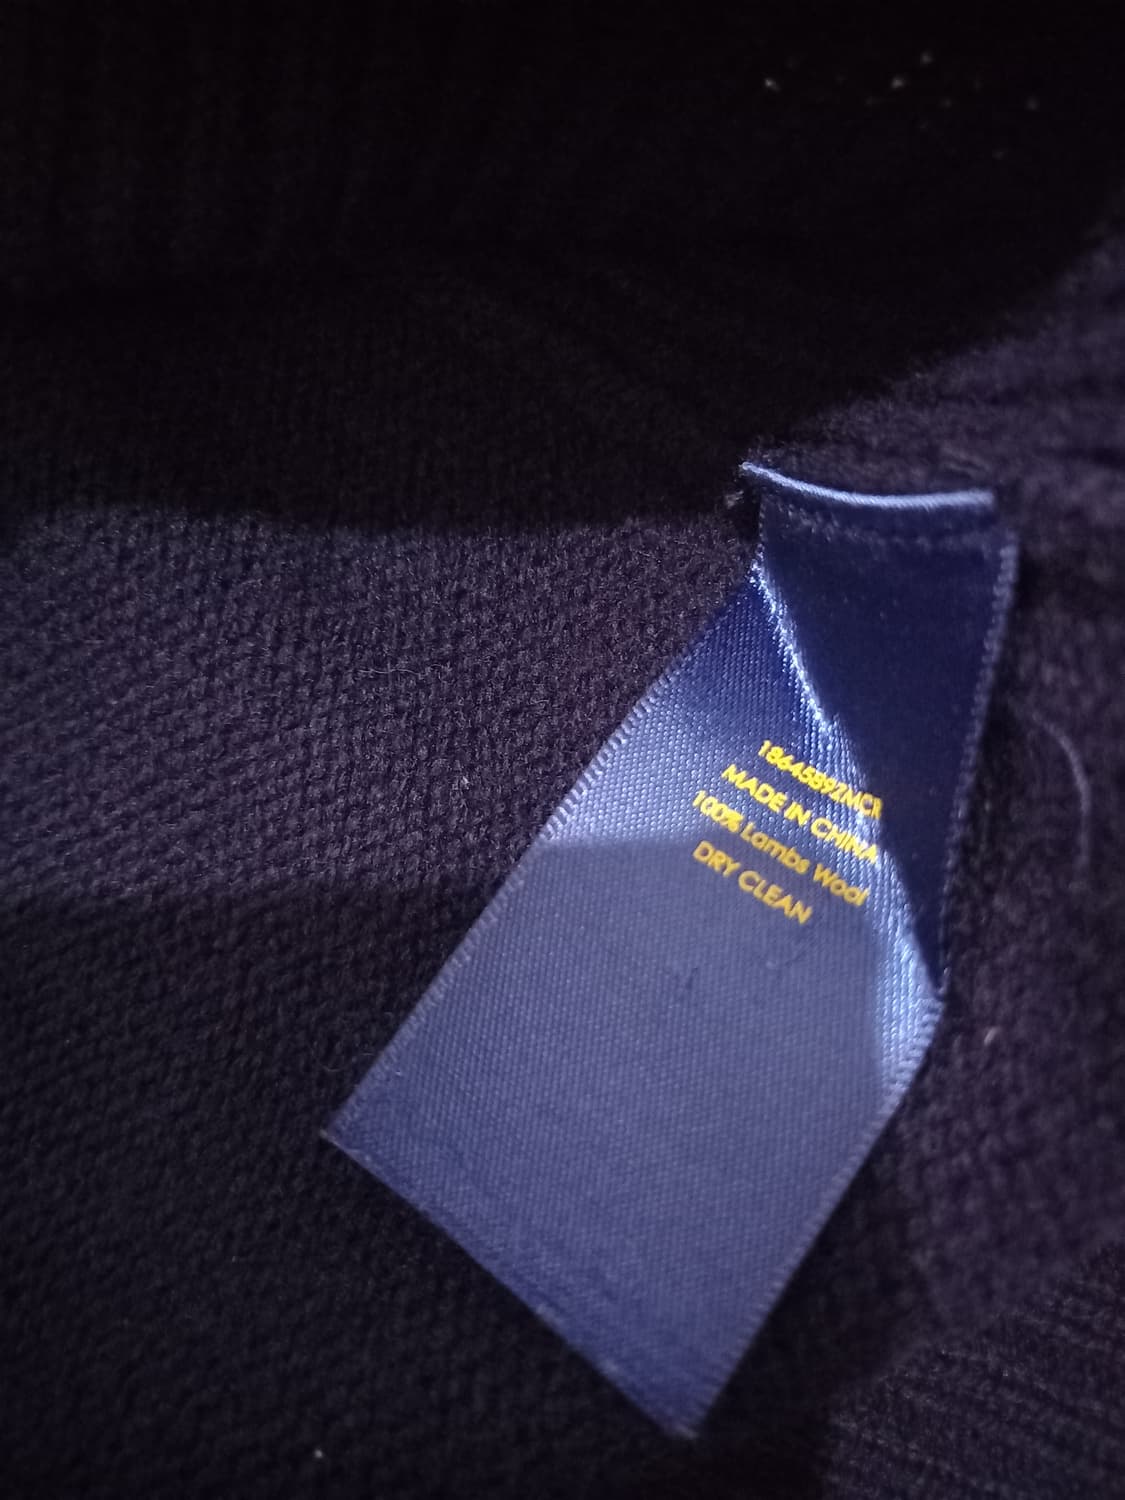 MADE IN CHINA
100% Lambs Wool
DRY CLEAN